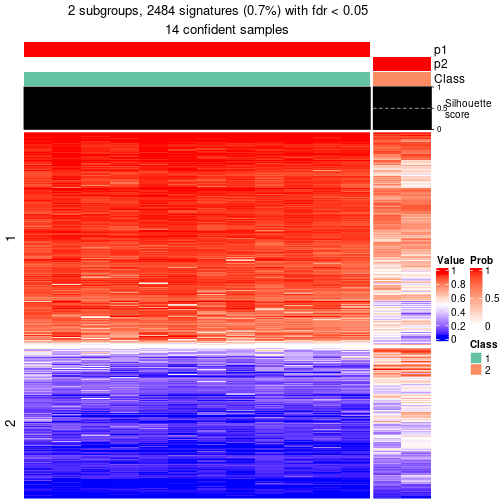 2 subgroups, 2484 signatures (0.7%) with fdr < 0.05
14 confident samples
p1
p2
Class
1
0.5
0
Silhouette
score
1
2
Value
1
0.8
0.6
0.4
0.2
0
Prob
1
0.5
0
Class
1
2